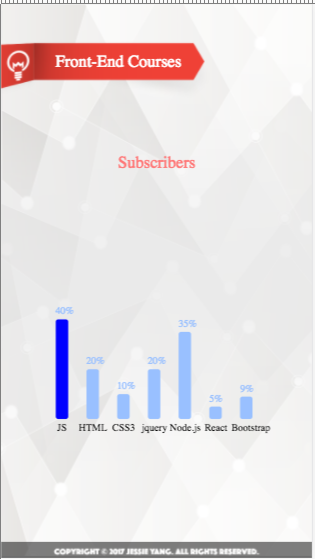 Front-End Courses
Subscribers
40%
20%
10%
20%
35%
5%
9%
JS HTML CSS3 jquery Node.js React Bootstrap
COPYRIGHT © 2017 JESSIE YANG. ALL RIGHTS RESERVED.